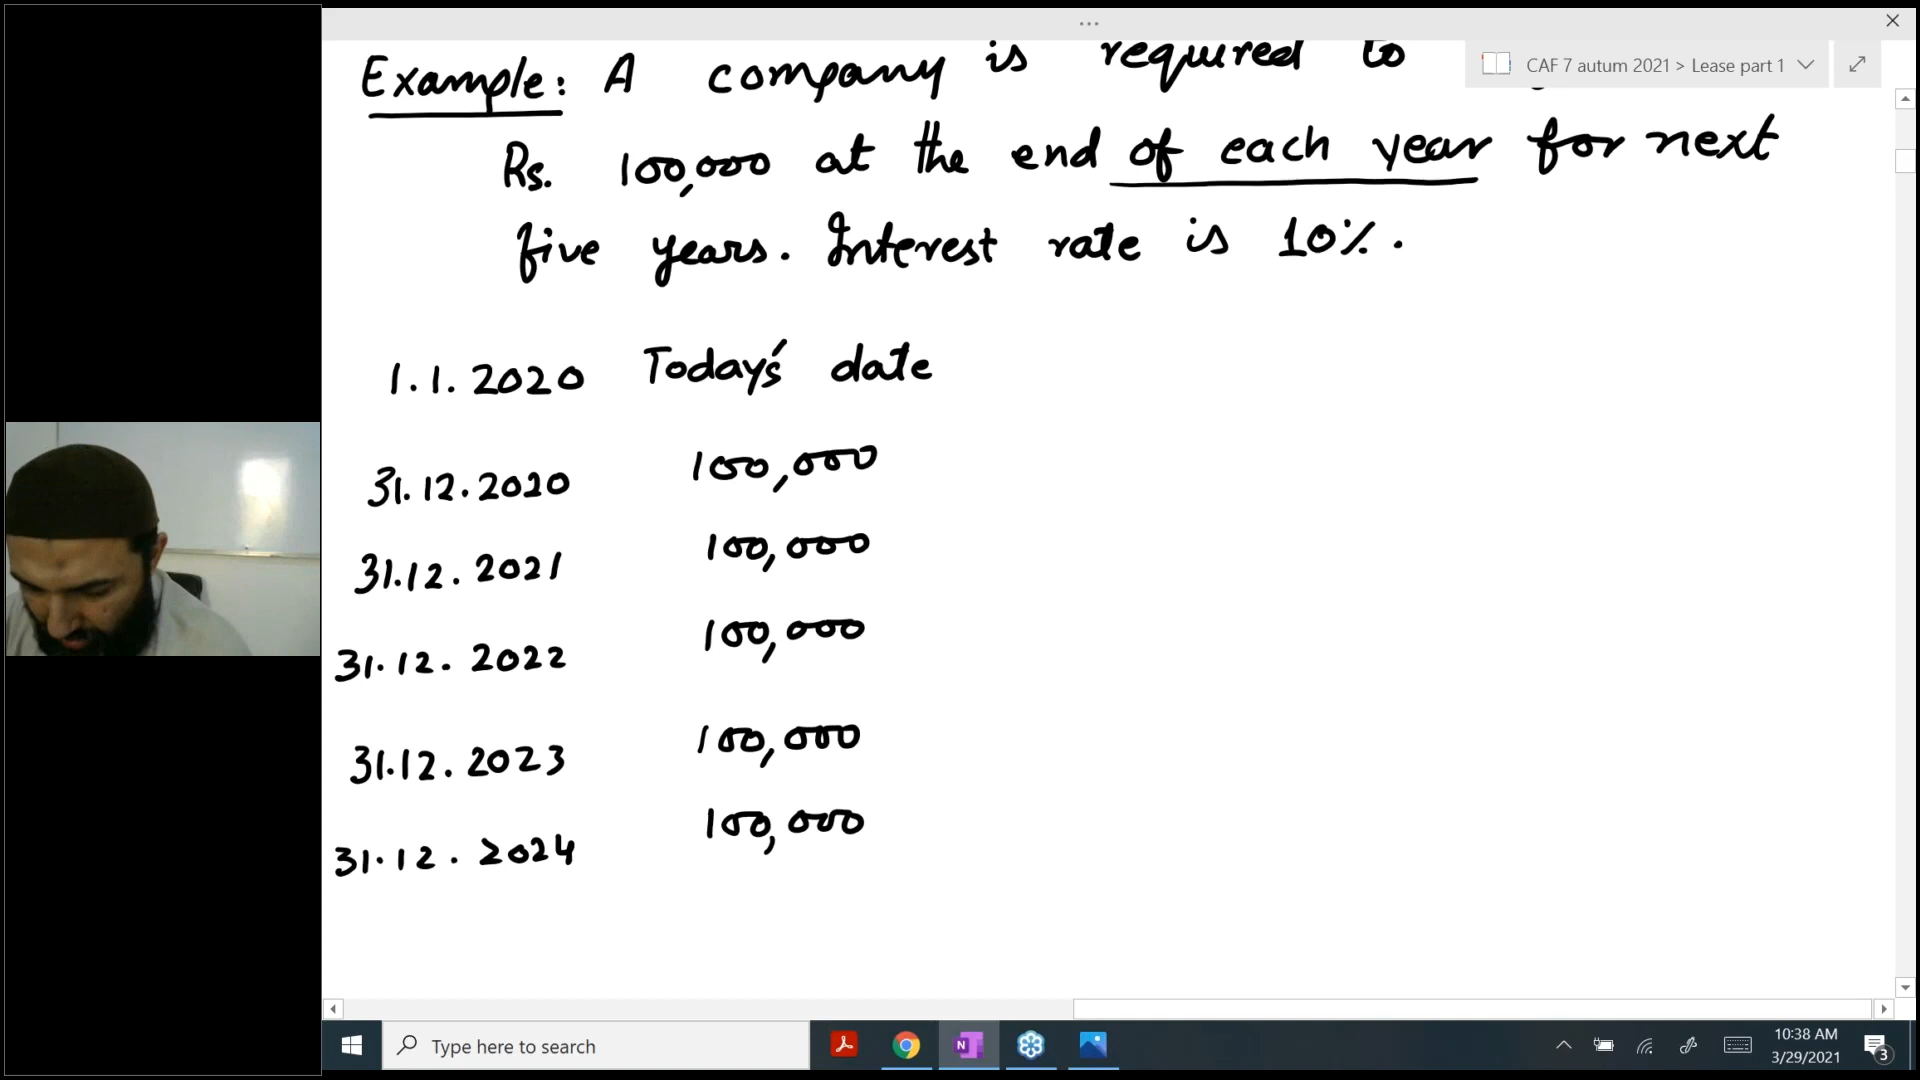 CAF 7 autum 2021 > Lease part 1
Example: A company is required to
Rs. 100,000 at the end of each year for next
five years. Interest rate is 10%.
1.1.2020 Today's date
31.12.2020 100,000
31.12.2021 100,000
31.12.2022 100,000
31.12.2023 100,000
31.12.2024 100,000
Type here to search
N
10:38 AM
3/29/2021
3